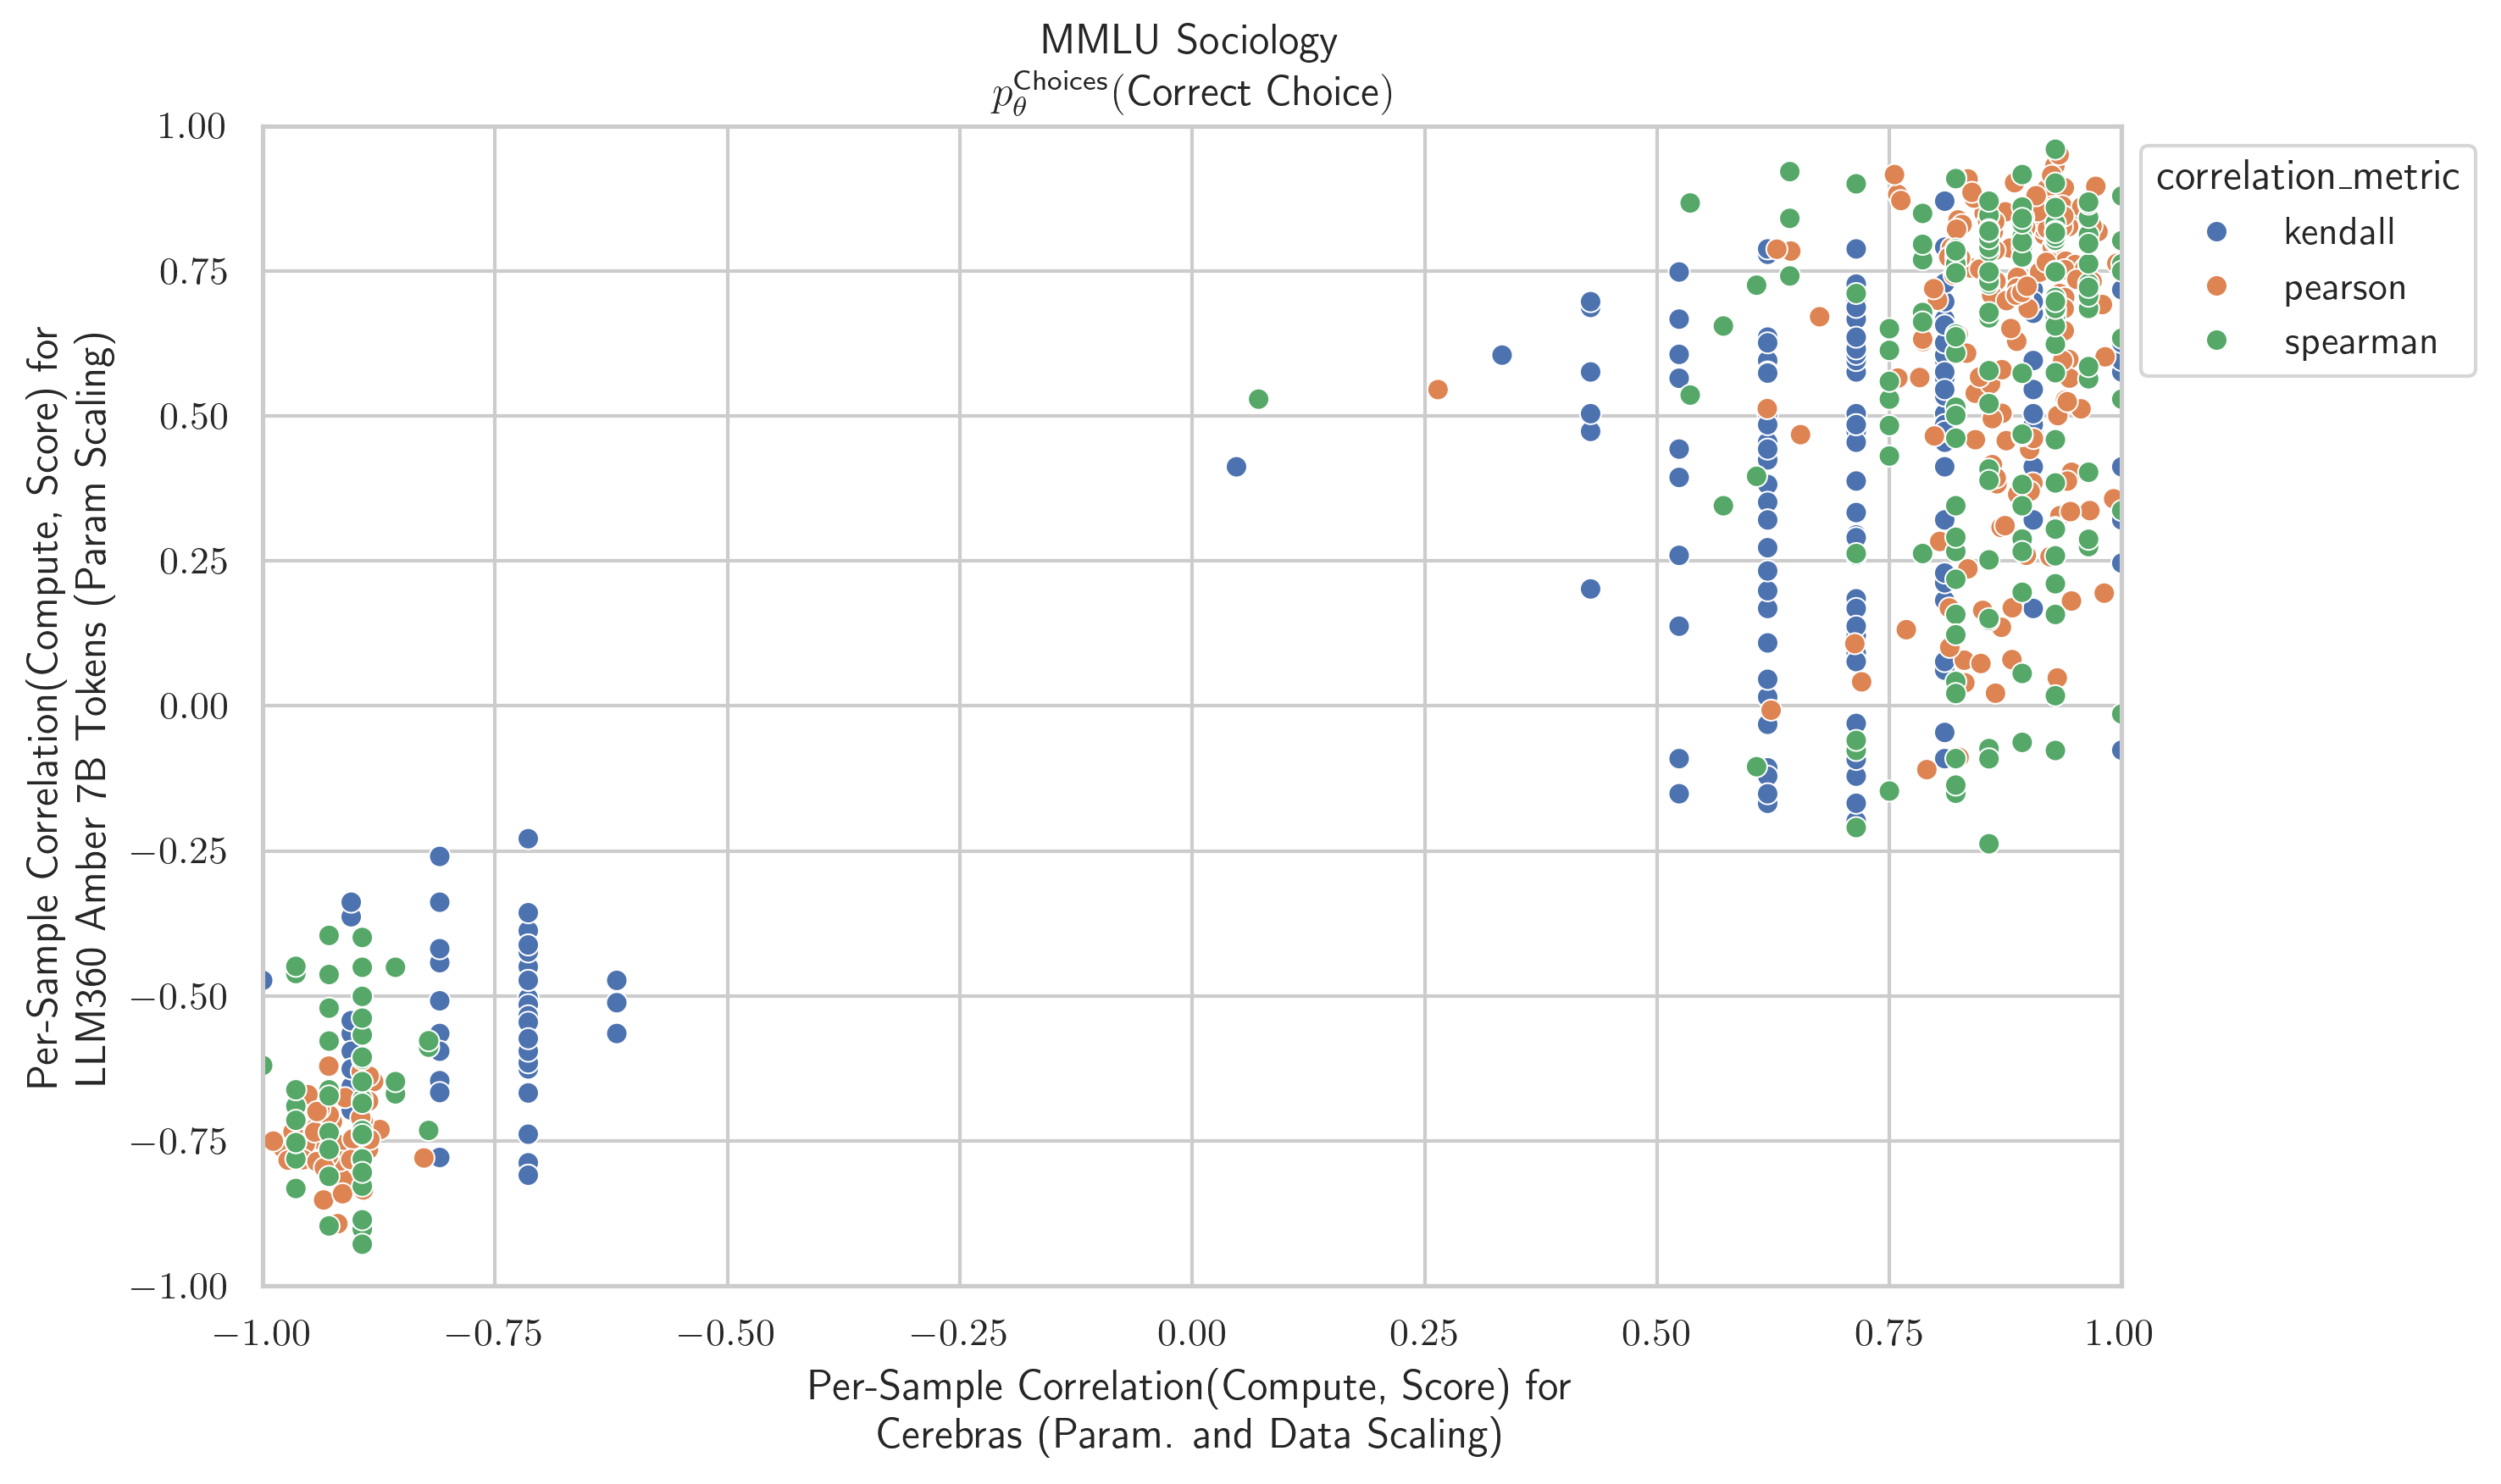 MMLU Sociology
p_θ^Choices(Correct Choice)
1.00
0.75
0.50
0.25
0.00
−0.25
−0.50
−0.75
−1.00
Per-Sample Correlation(Compute, Score) for
LLM360 Amber 7B Tokens (Param Scaling)
−1.00 −0.75 −0.50 −0.25 0.00 0.25 0.50 0.75 1.00
Per-Sample Correlation(Compute, Score) for
Cerebras (Param. and Data Scaling)
correlation_metric
kendall
pearson
spearman